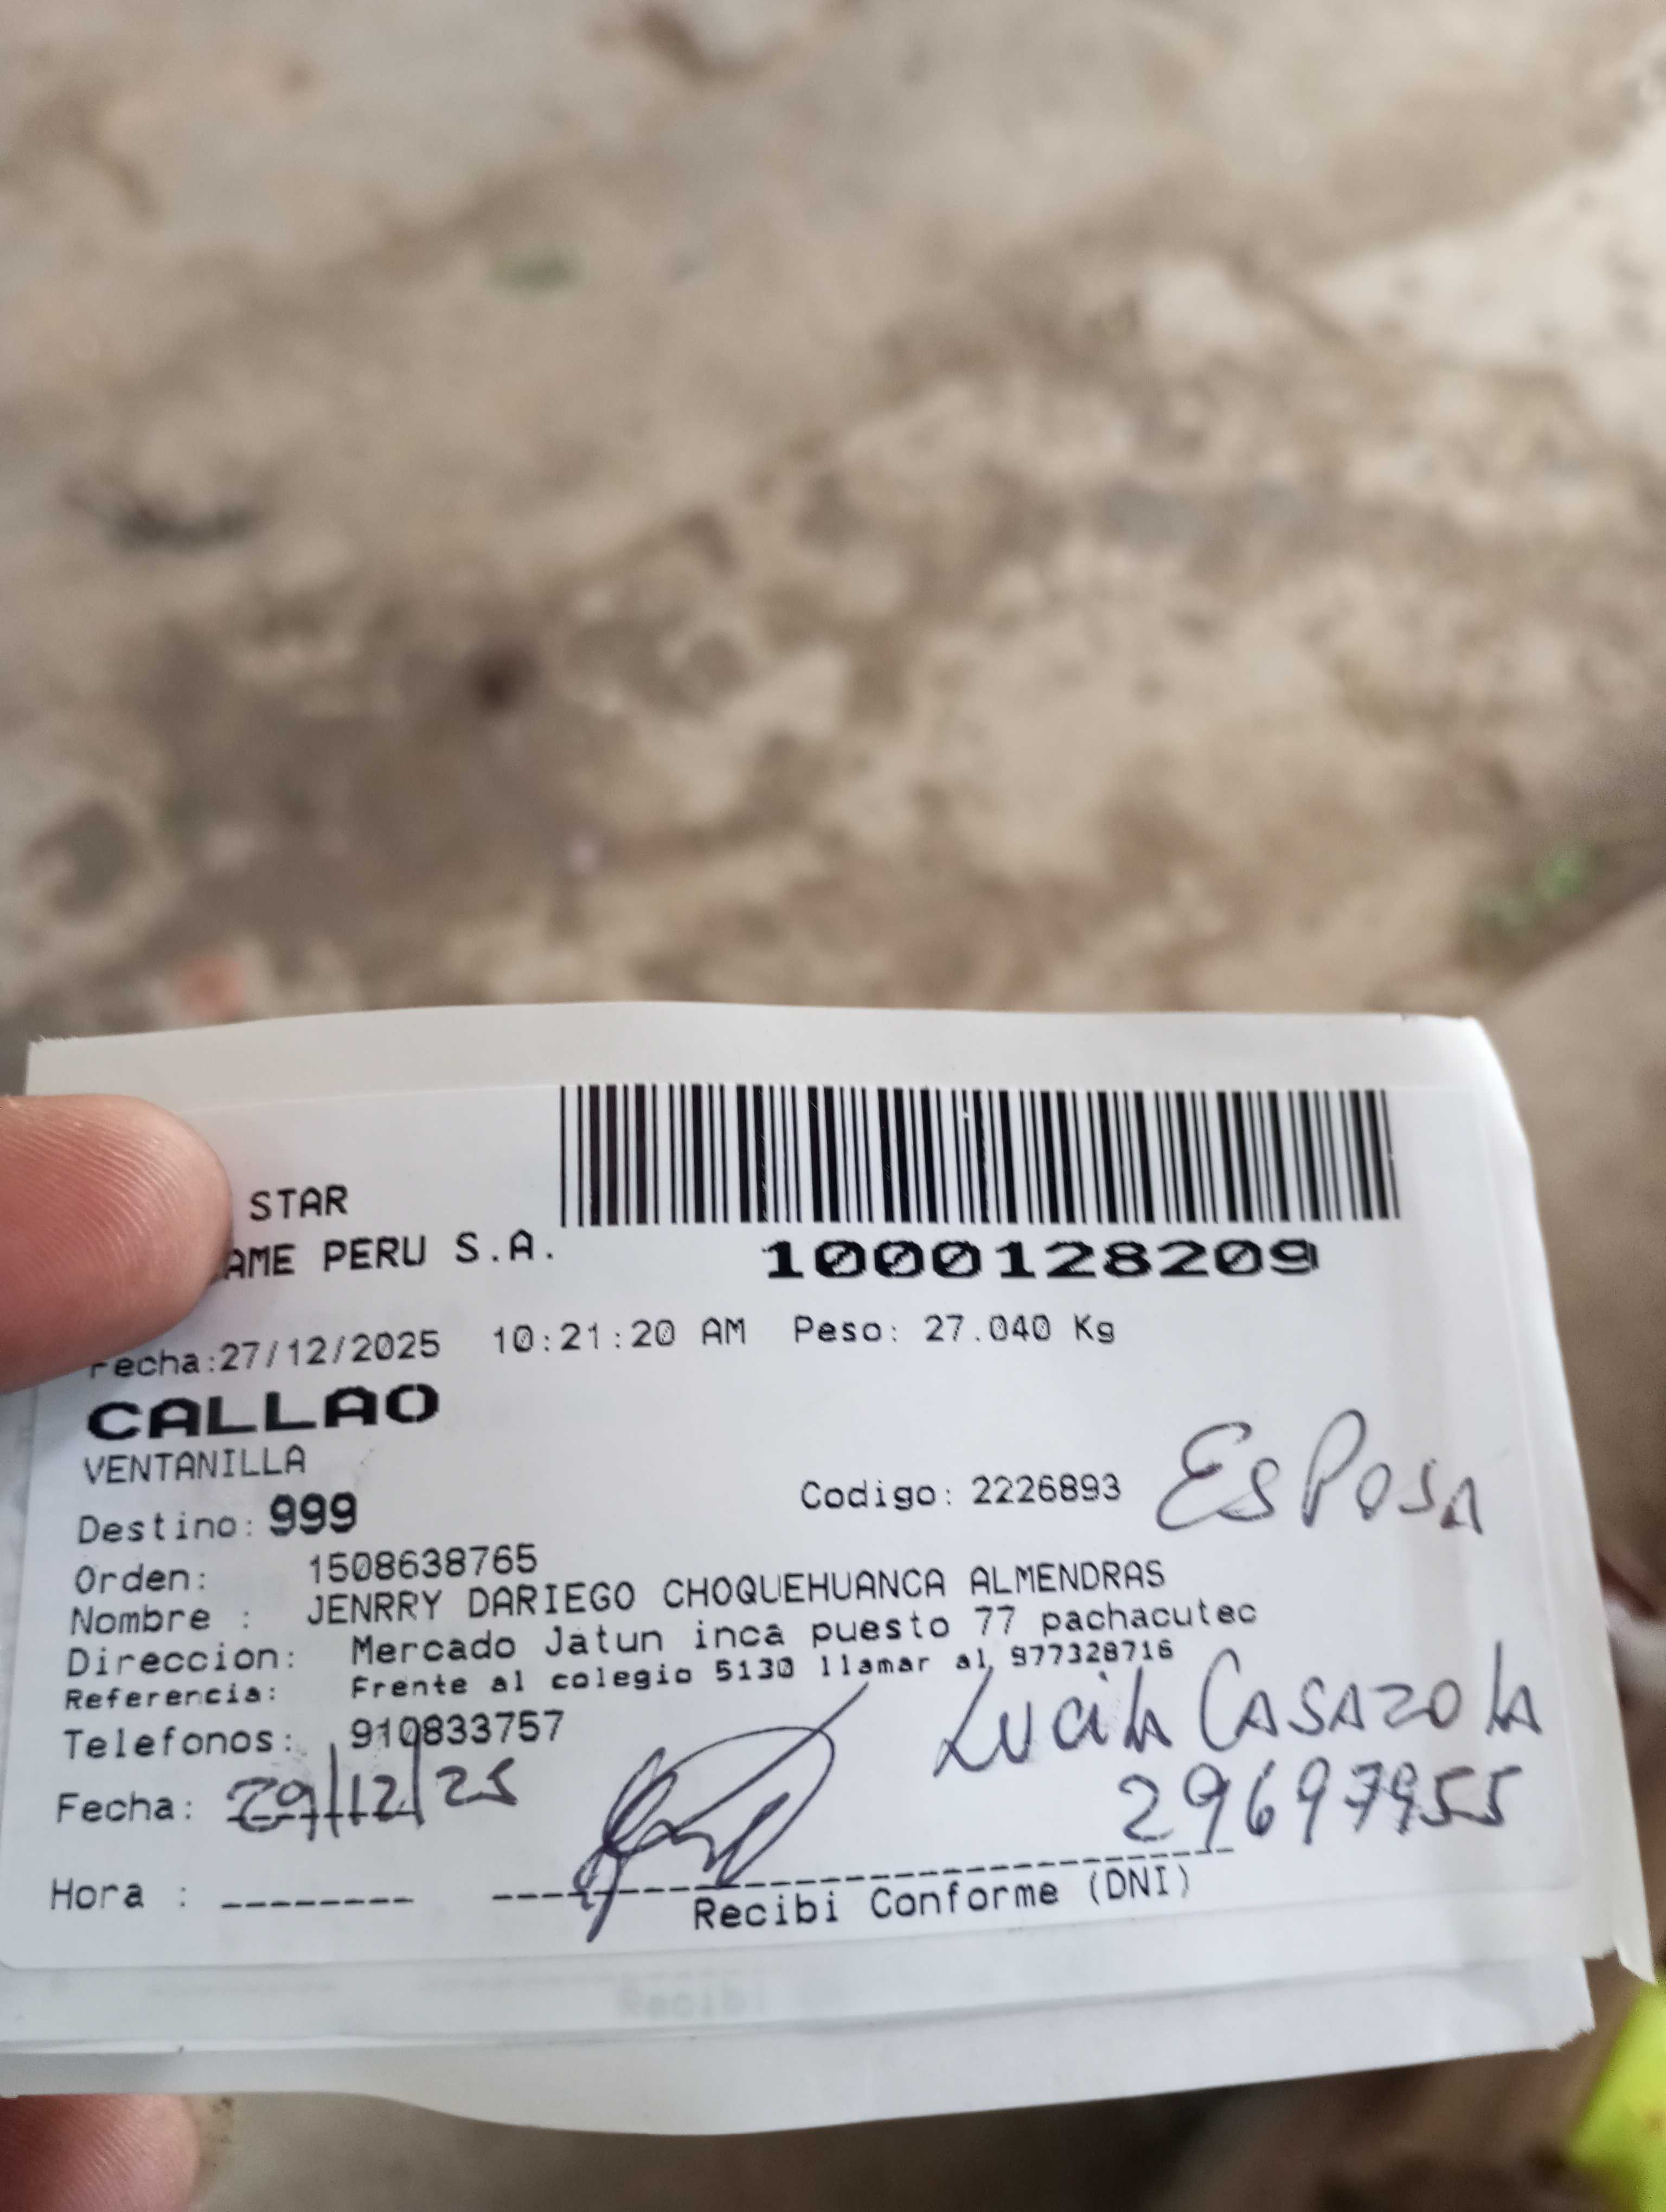 STAR
AME PERU S.A.
1000128209
Fecha:27/12/2025 10:21:20 AM Peso: 27.040 Kg
CALLAO
VENTANILLA
Destino: 999
Codigo: 2226893 ESPOSA
Orden: 1508638765
Nombre : JENRRY DARIEGO CHOQUEHUANCA ALMENDRAS
Direccion: Mercado Jatun inca puesto 77 pachacutec
Referencia: Frente al colegio 5130 llamar al 977328716
Telefonos: 910833757
Lucila CASAZOLA
Fecha: 29/12/25
29697955
Hora :
Recibi Conforme (DNI)
Recibi